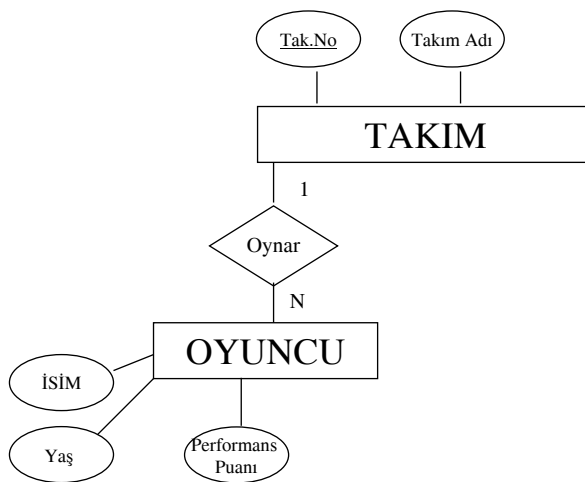 Tak.No
Takım Adı
TAKIM
1
Oynar
N
OYUNCU
İSİM
Yaş
Performans
Puanı